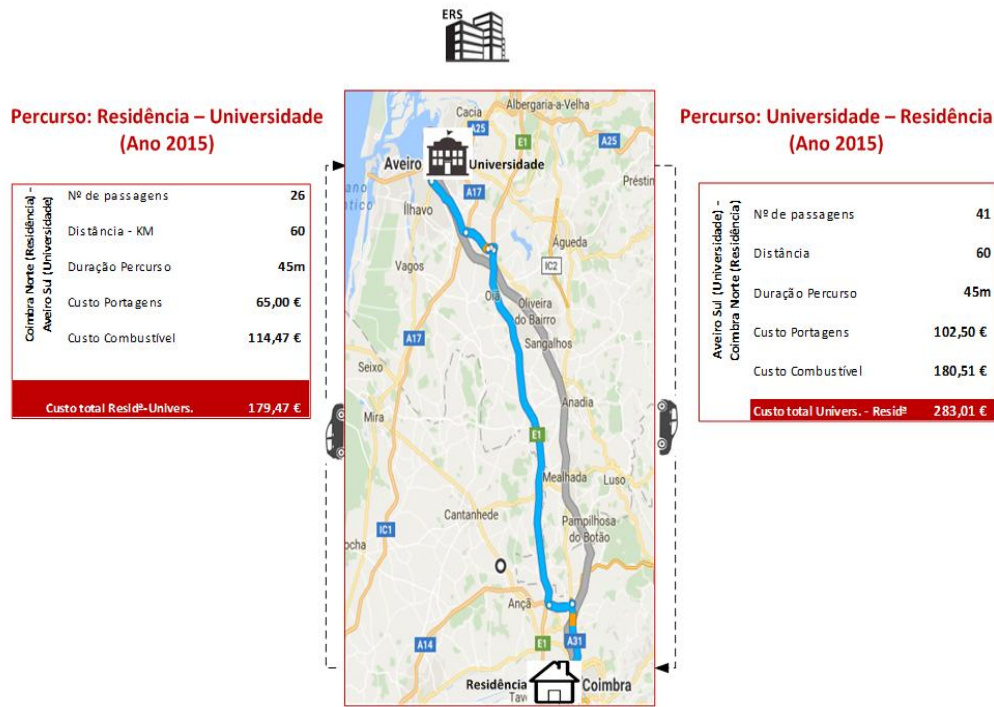 ERS
Percurso: Residência – Universidade
(Ano 2015)
Coimbra Norte (Residência) –
Aveiro Sul (Universidade)
Nº de passagens 26
Distância - KM 60
Duração Percurso 45m
Custo Portagens 65,00 €
Custo Combustível 114,47 €
Custo total Residª-Univers. 179,47 €
Cacia
Albergaria-a-Velha
A25
E1
A25
Aveiro
Universidade
A17
Préstim
Ílhavo
Águeda
Vagos
IC2
Oiã
Oliveira
do Bairro
Sangalhos
A17
Seixo
Anadia
Mira
E1
Mealhada
Luso
Cantanhede
Pampilhosa
do Botão
IC1
Ançã
A14
E1
A31
Residência
Coimbra
Percurso: Universidade – Residência
(Ano 2015)
Aveiro Sul (Universidade) –
Coimbra Norte (Residência)
Nº de passagens 41
Distância 60
Duração Percurso 45m
Custo Portagens 102,50 €
Custo Combustível 180,51 €
Custo total Univers. - Residª 283,01 €